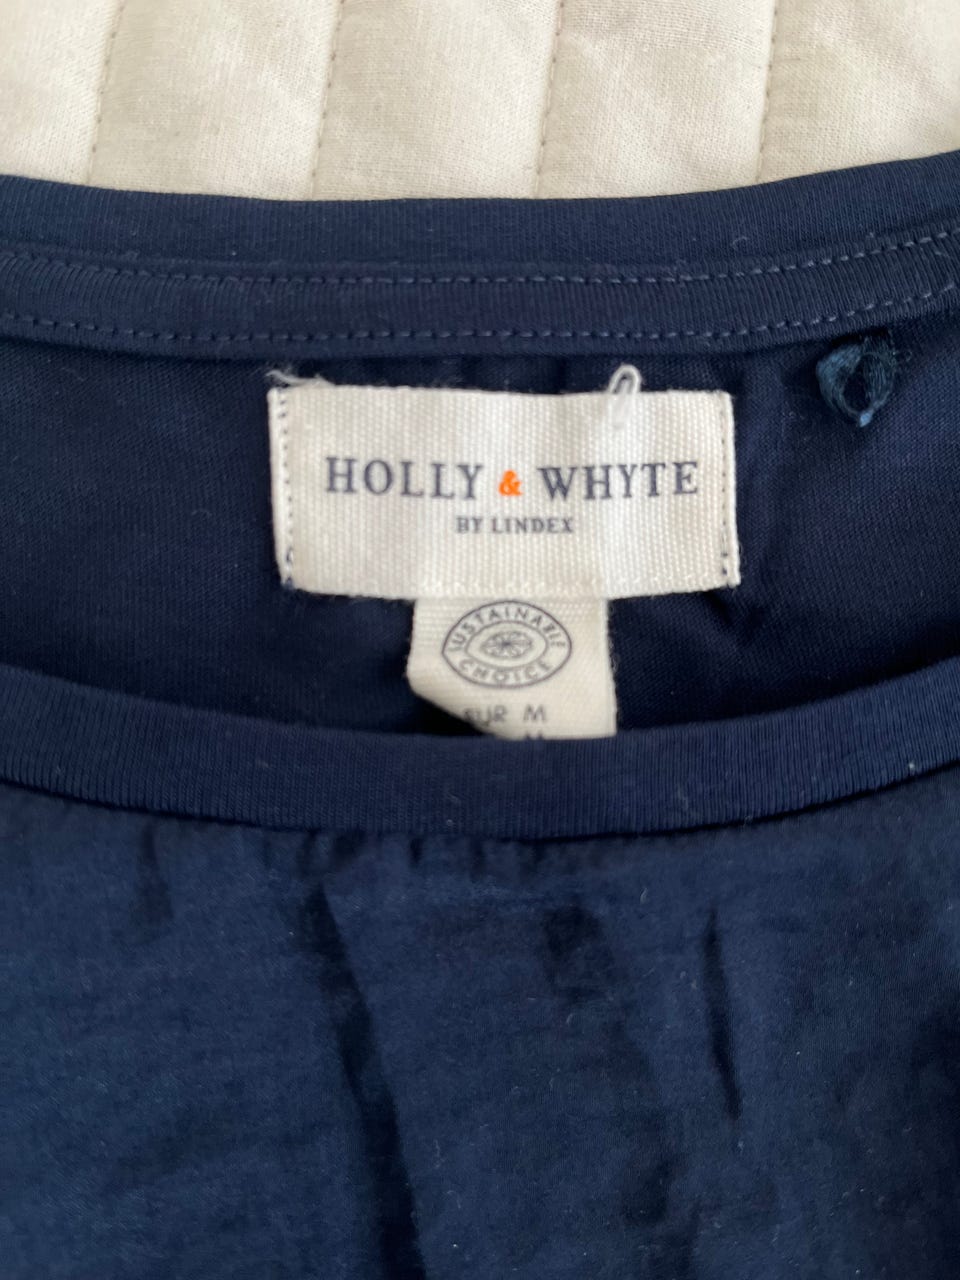 HOLLY & WHYTE
BY LINDEX
SUSTAINABLE
CHOICE
EUR M